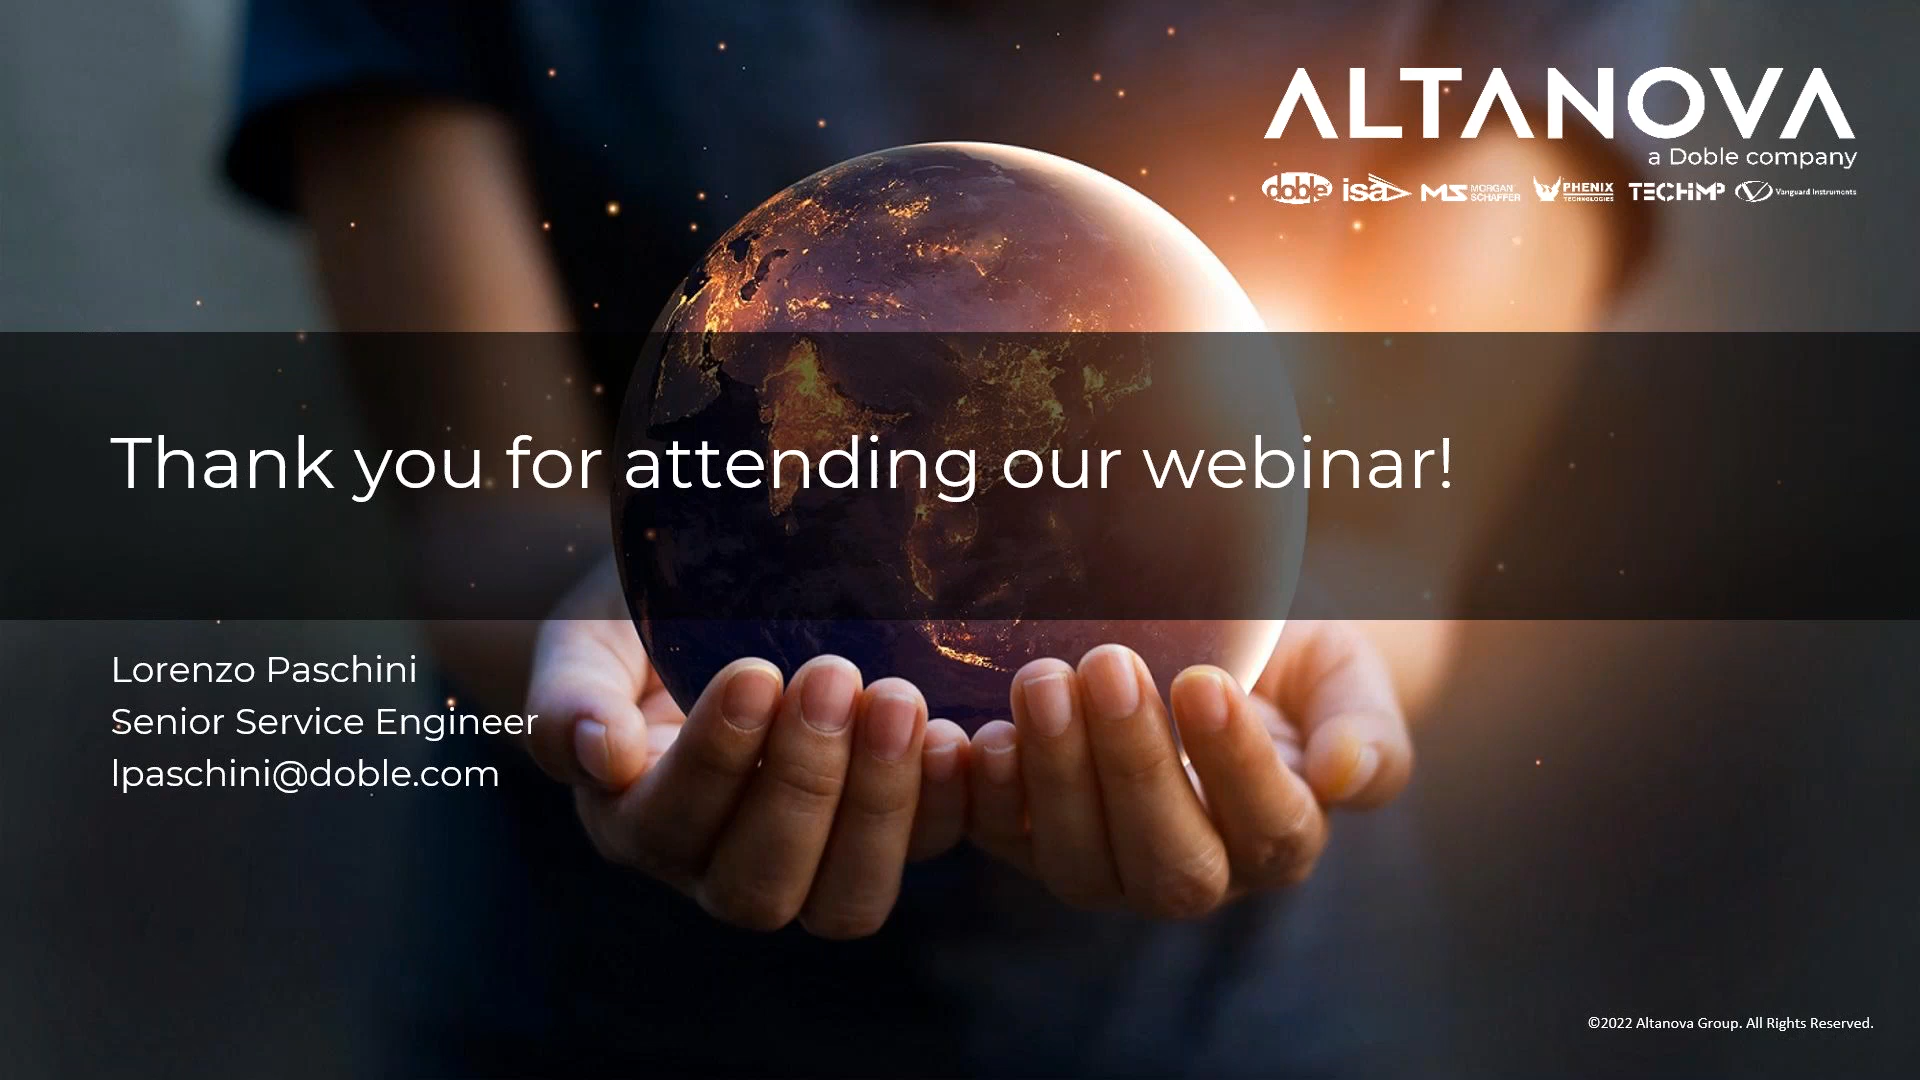 ALTANOVA
a Doble company
doble isa MS MORGAN SCHAFFER PHENIX TECHNOLOGIES TECHIMP Vanguard Instruments
Thank you for attending our webinar!
Lorenzo Paschini
Senior Service Engineer
lpaschini@doble.com
©2022 Altanova Group. All Rights Reserved.